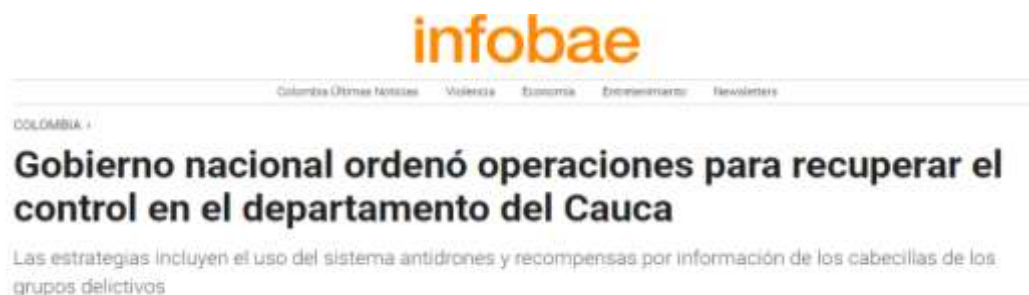 infobae
Colombia Últimas Noticias Violencia Economía Entretenimiento Newsletters
COLOMBIA ›
Gobierno nacional ordenó operaciones para recuperar el
control en el departamento del Cauca
Las estrategias incluyen el uso del sistema antidrones y recompensas por información de los cabecillas de los
grupos delictivos